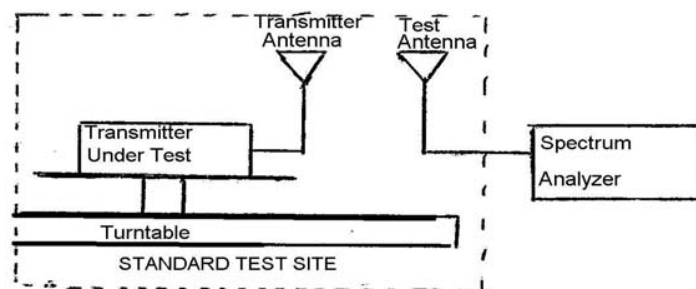 Transmitter
Antenna
Test
Antenna
Transmitter
Under Test
Spectrum
Analyzer
Turntable
STANDARD TEST SITE